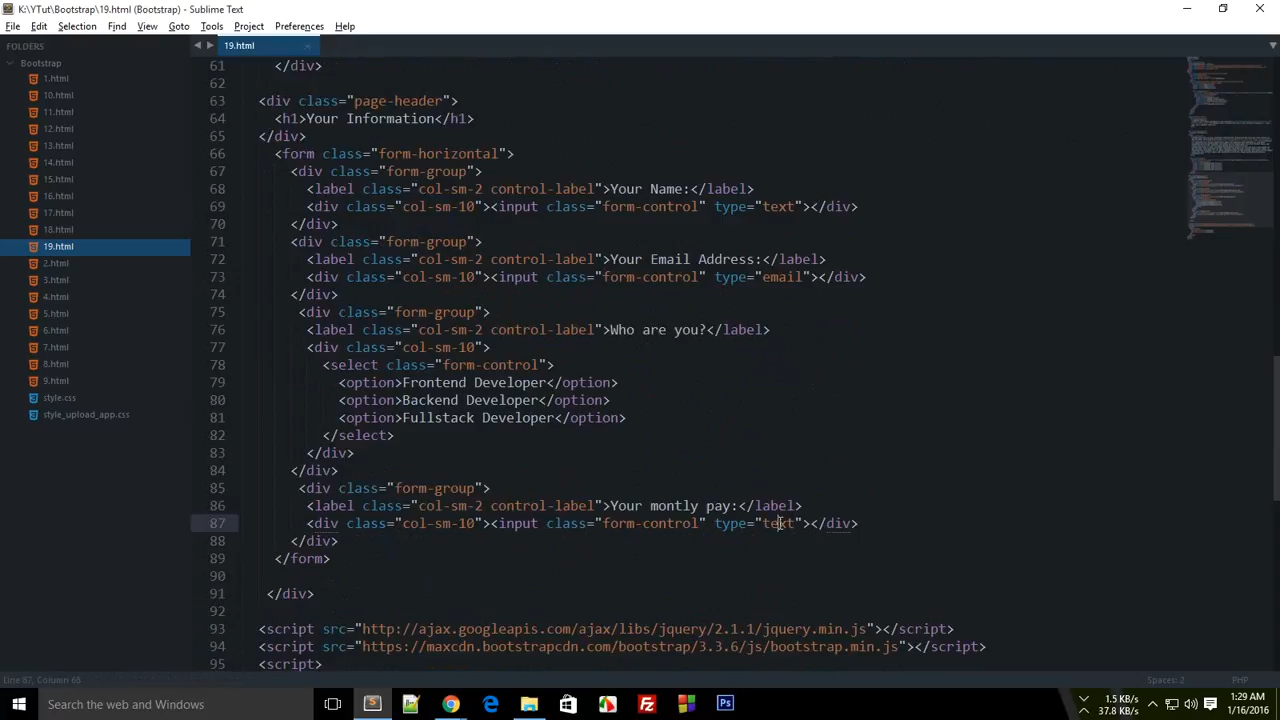 K:\YTut\Bootstrap\19.html (Bootstrap) - Sublime Text
File Edit Selection Find View Goto Tools Project Preferences Help
FOLDERS
Bootstrap
1.html
10.html
11.html
12.html
13.html
14.html
15.html
16.html
17.html
18.html
19.html
2.html
3.html
4.html
5.html
6.html
7.html
8.html
9.html
style.css
style_upload_app.css
19.html
61 </div>
62
63 <div class="page-header">
64 <h1>Your Information</h1>
65 </div>
66 <form class="form-horizontal">
67 <div class="form-group">
68 <label class="col-sm-2 control-label">Your Name:</label>
69 <div class="col-sm-10"><input class="form-control" type="text"></div>
70 </div>
71 <div class="form-group">
72 <label class="col-sm-2 control-label">Your Email Address:</label>
73 <div class="col-sm-10"><input class="form-control" type="email"></div>
74 </div>
75 <div class="form-group">
76 <label class="col-sm-2 control-label">Who are you?</label>
77 <div class="col-sm-10">
78 <select class="form-control">
79 <option>Frontend Developer</option>
80 <option>Backend Developer</option>
81 <option>Fullstack Developer</option>
82 </select>
83 </div>
84 </div>
85 <div class="form-group">
86 <label class="col-sm-2 control-label">Your montly pay:</label>
87 <div class="col-sm-10"><input class="form-control" type="text"></div>
88 </div>
89 </form>
90
91 </div>
92
93 <script src="http://ajax.googleapis.com/ajax/libs/jquery/2.1.1/jquery.min.js"></script>
94 <script src="https://maxcdn.bootstrapcdn.com/bootstrap/3.3.6/js/bootstrap.min.js"></script>
95 <script>
Line 87, Column 68 Spaces: 2 PHP
Search the web and Windows
Ps
1.5 KB/s
37.8 KB/s
1:29 AM
1/16/2016